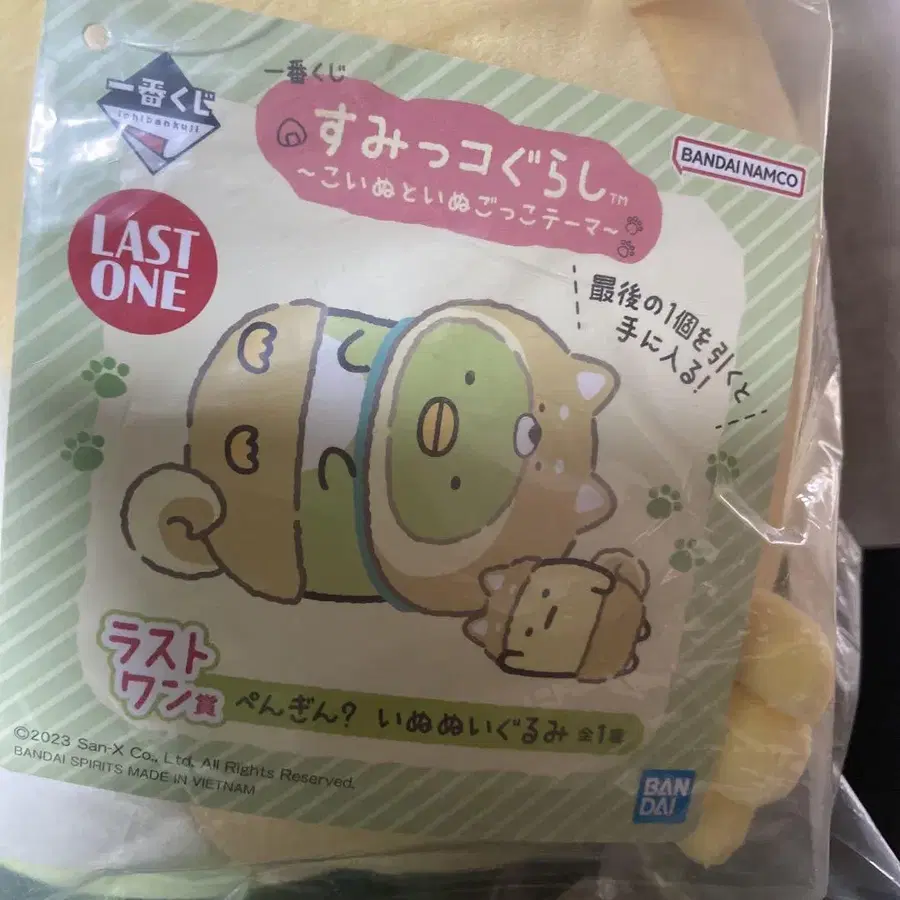 一番くじ
ichibankuji
一番くじ
すみっコぐらし™
~こいぬといぬごっこテーマ~
BANDAI NAMCO
LAST
ONE
最後の1個を引くと
手に入る!
ラスト
ワン賞
ぺんぎん? いぬぬいぐるみ 全1種
©2023 San-X Co., Ltd. All Rights Reserved.
BANDAI SPIRITS MADE IN VIETNAM
BAN
DAI